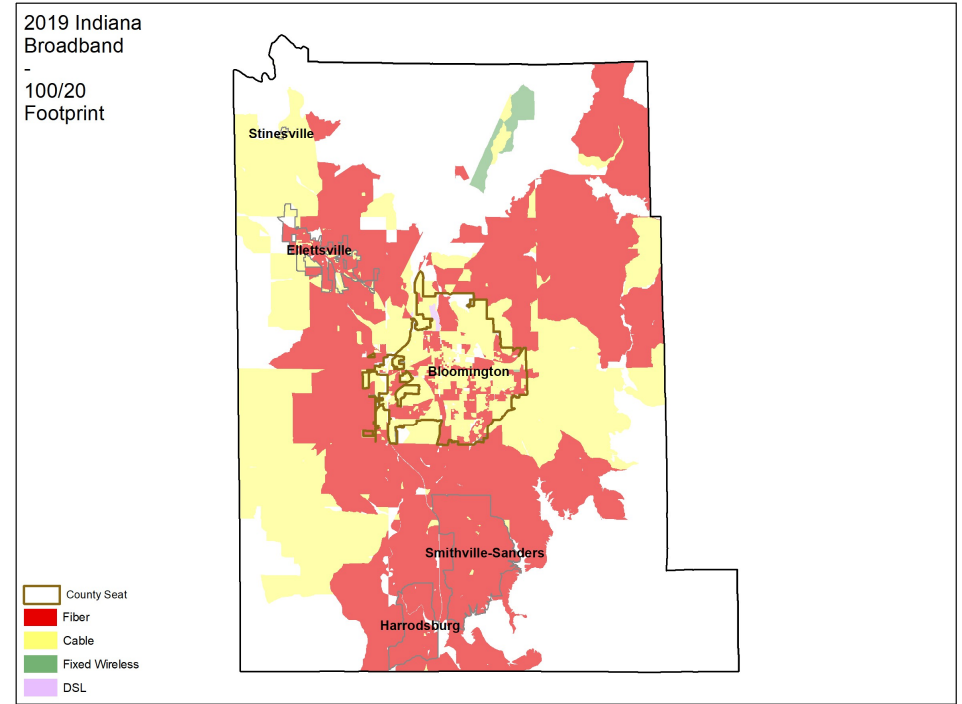 2019 Indiana
Broadband
-
100/20
Footprint
Stinesville
Ellettsville
Bloomington
Smithville-Sanders
Harrodsburg
County Seat
Fiber
Cable
Fixed Wireless
DSL